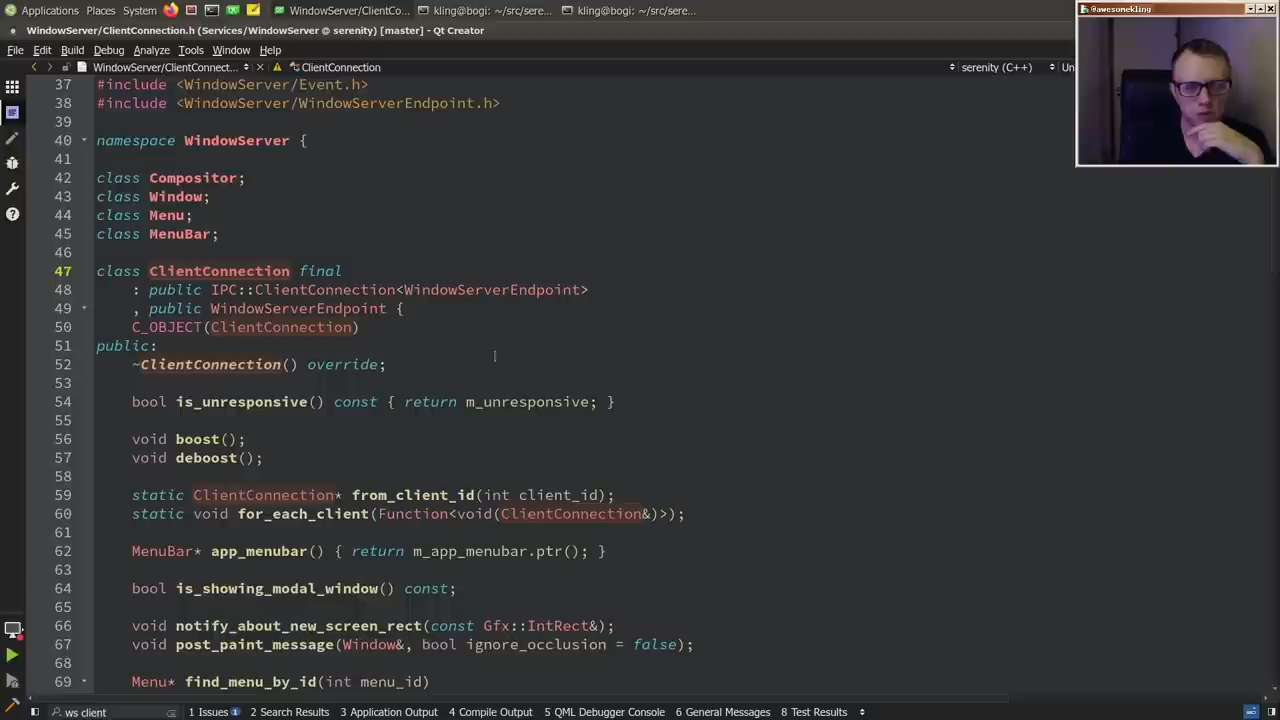 Applications Places System WindowServer/ClientCo... kling@bogi: ~/src/sere... kling@bogi: ~/src/sere...
@awesomekling
WindowServer/ClientConnection.h (Services/WindowServer @ serenity) [master] - Qt Creator
File Edit Build Debug Analyze Tools Window Help
WindowServer/ClientConnect... ClientConnection serenity (C++) Un
37 #include <WindowServer/Event.h>
38 #include <WindowServer/WindowServerEndpoint.h>
39
40 namespace WindowServer {
41
42 class Compositor;
43 class Window;
44 class Menu;
45 class MenuBar;
46
47 class ClientConnection final
48 : public IPC::ClientConnection<WindowServerEndpoint>
49 , public WindowServerEndpoint {
50 C_OBJECT(ClientConnection)
51 public:
52 ~ClientConnection() override;
53
54 bool is_unresponsive() const { return m_unresponsive; }
55
56 void boost();
57 void deboost();
58
59 static ClientConnection* from_client_id(int client_id);
60 static void for_each_client(Function<void(ClientConnection&)>);
61
62 MenuBar* app_menubar() { return m_app_menubar.ptr(); }
63
64 bool is_showing_modal_window() const;
65
66 void notify_about_new_screen_rect(const Gfx::IntRect&);
67 void post_paint_message(Window&, bool ignore_occlusion = false);
68
69 Menu* find_menu_by_id(int menu_id)
ws client 1 Issues 1 2 Search Results 3 Application Output 4 Compile Output 5 QML Debugger Console 6 General Messages 8 Test Results